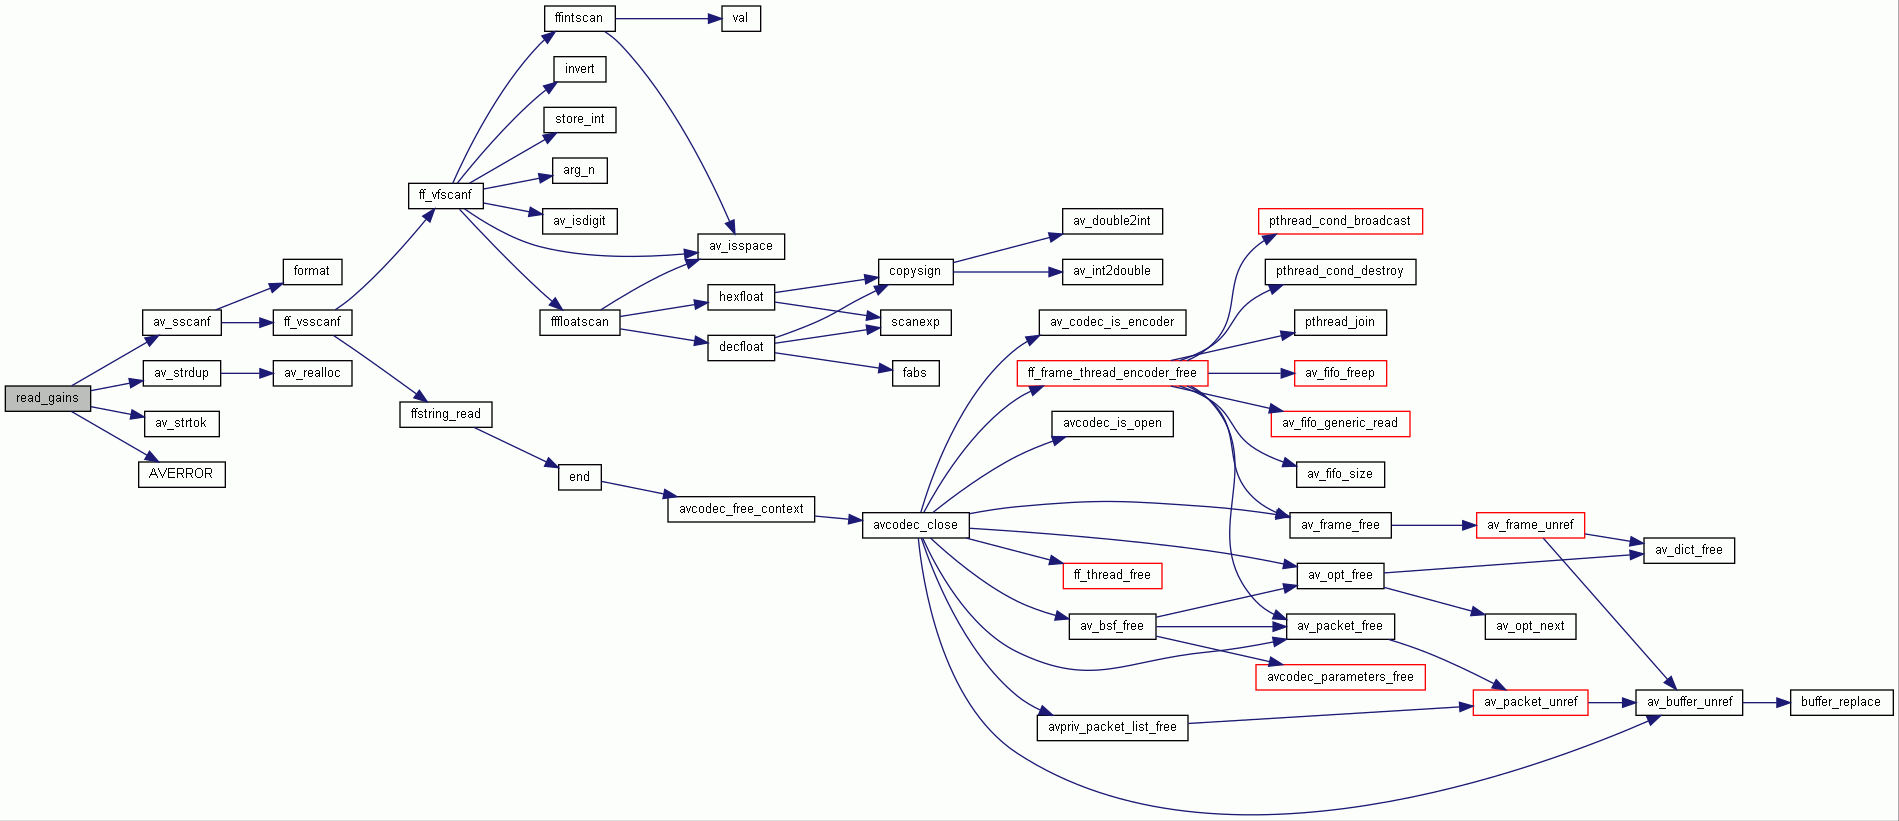 ffintscan
val
invert
store_int
arg_n
ff_vfscanf
av_isdigit
av_isspace
av_double2int
pthread_cond_broadcast
format
copysign
av_int2double
pthread_cond_destroy
hexfloat
av_sscanf
ff_vsscanf
fffloatscan
scanexp
av_codec_is_encoder
pthread_join
decfloat
av_strdup
av_realloc
fabs
ff_frame_thread_encoder_free
av_fifo_freep
read_gains
ffstring_read
av_strtok
avcodec_is_open
av_fifo_generic_read
AVERROR
end
av_fifo_size
avcodec_free_context
avcodec_close
av_frame_free
av_frame_unref
av_dict_free
ff_thread_free
av_opt_free
av_bsf_free
av_packet_free
av_opt_next
avcodec_parameters_free
avpriv_packet_list_free
av_packet_unref
av_buffer_unref
buffer_replace